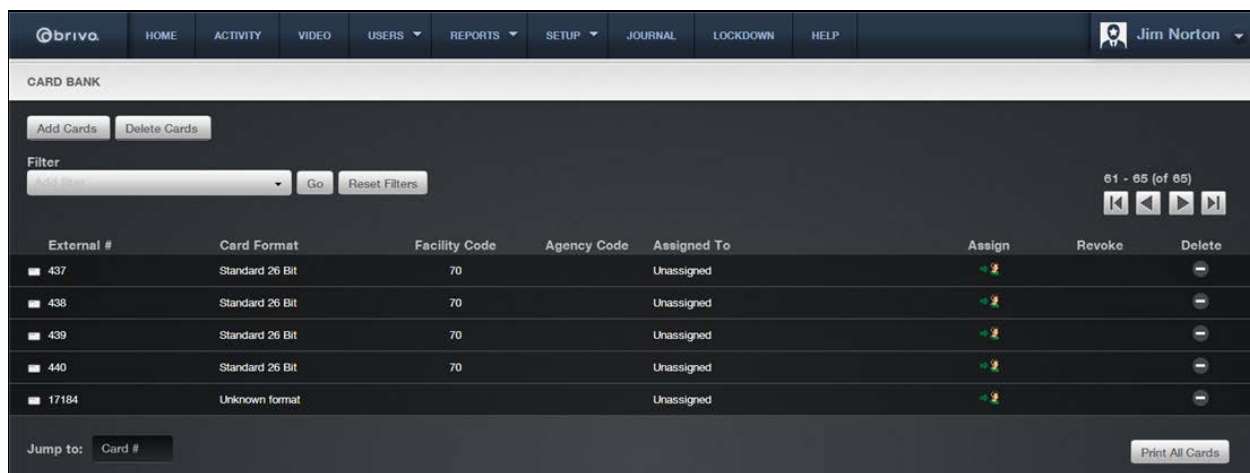 brivo. HOME ACTIVITY VIDEO USERS REPORTS SETUP JOURNAL LOCKDOWN HELP Jim Norton
CARD BANK
Add Cards Delete Cards
Filter
Add filter... Go Reset Filters
61 - 65 (of 65)
External # Card Format Facility Code Agency Code Assigned To Assign Revoke Delete
437 Standard 26 Bit 70 Unassigned
438 Standard 26 Bit 70 Unassigned
439 Standard 26 Bit 70 Unassigned
440 Standard 26 Bit 70 Unassigned
17184 Unknown format Unassigned
Jump to: Card # Print All Cards